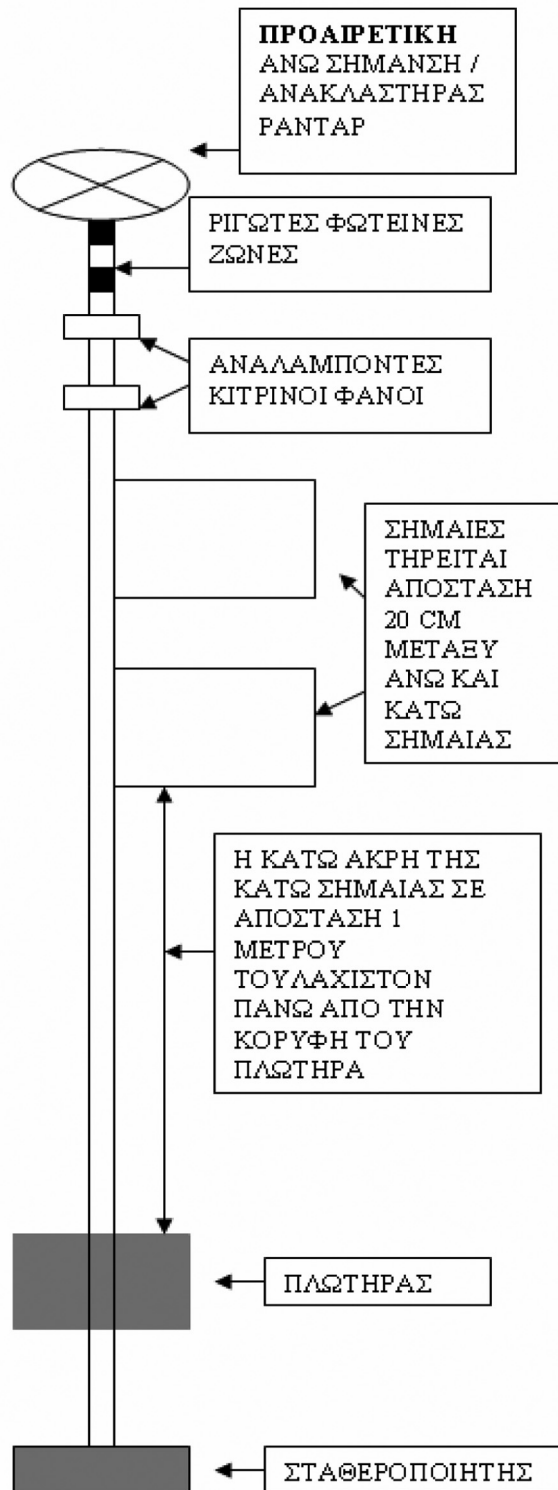 ΠΡΟΑΙΡΕΤΙΚΗ
ΑΝΩ ΣΗΜΑΝΣΗ /
ΑΝΑΚΛΑΣΤΗΡΑΣ
ΡΑΝΤΑΡ
ΡΙΓΩΤΕΣ ΦΩΤΕΙΝΕΣ
ΖΩΝΕΣ
ΑΝΑΛΑΜΠΟΝΤΕΣ
ΚΙΤΡΙΝΟΙ ΦΑΝΟΙ
ΣΗΜΑΙΕΣ
ΤΗΡΕΙΤΑΙ
ΑΠΟΣΤΑΣΗ
20 CM
ΜΕΤΑΞΥ
ΑΝΩ ΚΑΙ
ΚΑΤΩ
ΣΗΜΑΙΑΣ
Η ΚΑΤΩ ΑΚΡΗ ΤΗΣ
ΚΑΤΩ ΣΗΜΑΙΑΣ ΣΕ
ΑΠΟΣΤΑΣΗ 1
ΜΕΤΡΟΥ
ΤΟΥΛΑΧΙΣΤΟΝ
ΠΑΝΩ ΑΠΟ ΤΗΝ
ΚΟΡΥΦΗ ΤΟΥ
ΠΛΩΤΗΡΑ
ΠΛΩΤΗΡΑΣ
ΣΤΑΘΕΡΟΠΟΙΗΤΗΣ